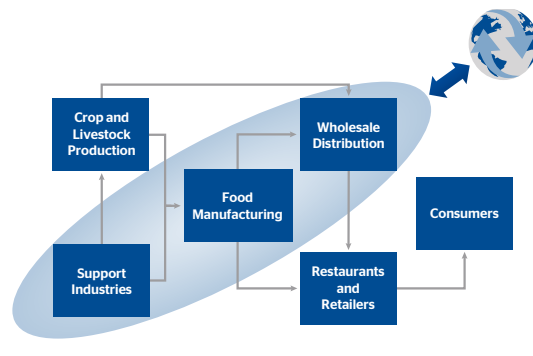 Crop and
Livestock
Production
Wholesale
Distribution
Food
Manufacturing
Consumers
Support
Industries
Restaurants
and
Retailers